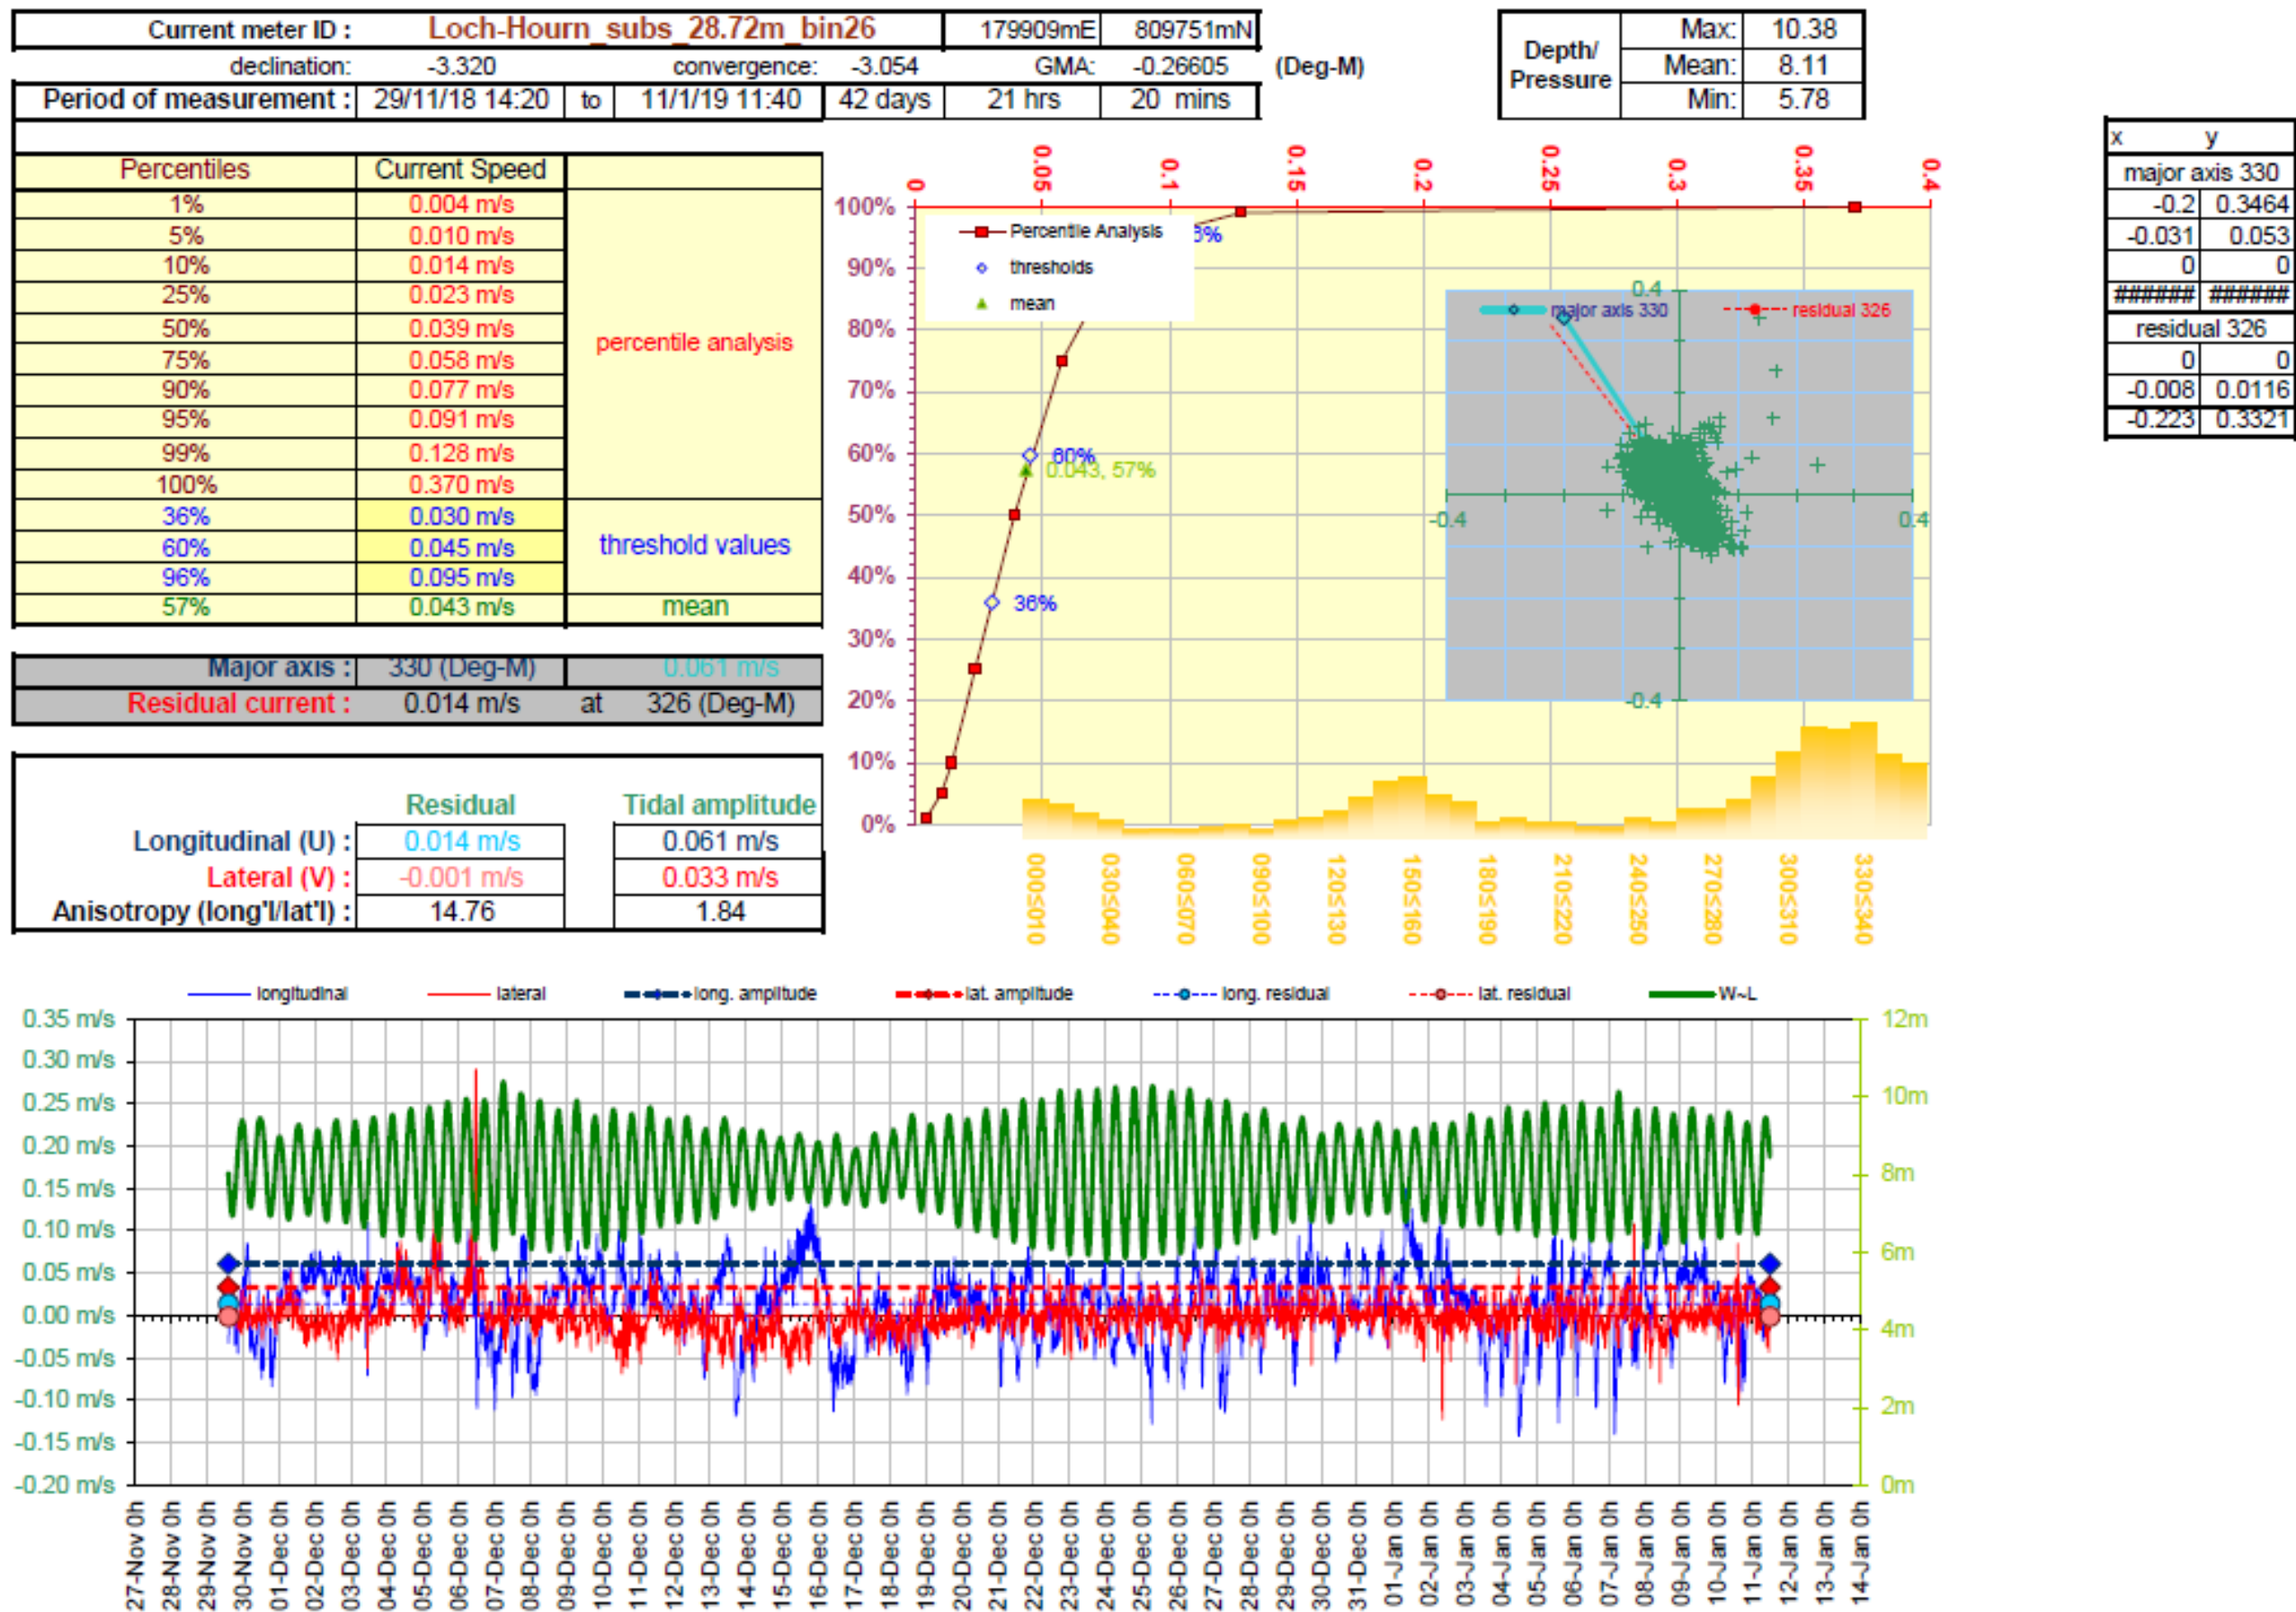 Current meter ID : Loch-Hourn_subs_28.72m_bin26 179909mE 809751mN
declination: -3.320 convergence: -3.054 GMA: -0.26605 (Deg-M)
Period of measurement : 29/11/18 14:20 to 11/1/19 11:40 42 days 21 hrs 20 mins
Depth/ Pressure
Max: 10.38
Mean: 8.11
Min: 5.78
x y
major axis 330
-0.2 0.3464
-0.031 0.053
0 0
###### ######
residual 326
0 0
-0.008 0.0116
-0.223 0.3321
Percentiles Current Speed
1% 0.004 m/s
5% 0.010 m/s
10% 0.014 m/s
25% 0.023 m/s
50% 0.039 m/s
75% 0.058 m/s
90% 0.077 m/s
95% 0.091 m/s
99% 0.128 m/s
100% 0.370 m/s
percentile analysis
36% 0.030 m/s
60% 0.045 m/s
96% 0.095 m/s
threshold values
57% 0.043 m/s mean
Major axis : 330 (Deg-M) 0.061 m/s
Residual current : 0.014 m/s at 326 (Deg-M)
Residual Tidal amplitude
Longitudinal (U) : 0.014 m/s 0.061 m/s
Lateral (V) : -0.001 m/s 0.033 m/s
Anisotropy (long'l/lat'l) : 14.76 1.84
0 0.05 0.1 0.15 0.2 0.25 0.3 0.35 0.4
100%
90%
80%
70%
60%
50%
40%
30%
20%
10%
0%
Percentile Analysis
thresholds
mean
6%
60%
0.043, 57%
36%
0.4
major axis 330 residual 326
-0.4 0.4
-0.4
000≤010 030≤040 060≤070 090≤100 120≤130 150≤160 180≤190 210≤220 240≤250 270≤280 300≤310 330≤340
longitudinal lateral long. amplitude lat. amplitude long. residual lat. residual W~L
0.35 m/s
0.30 m/s
0.25 m/s
0.20 m/s
0.15 m/s
0.10 m/s
0.05 m/s
0.00 m/s
-0.05 m/s
-0.10 m/s
-0.15 m/s
-0.20 m/s
12m
10m
8m
6m
4m
2m
0m
27-Nov 0h
28-Nov 0h
29-Nov 0h
30-Nov 0h
01-Dec 0h
02-Dec 0h
03-Dec 0h
04-Dec 0h
05-Dec 0h
06-Dec 0h
07-Dec 0h
08-Dec 0h
09-Dec 0h
10-Dec 0h
11-Dec 0h
12-Dec 0h
13-Dec 0h
14-Dec 0h
15-Dec 0h
16-Dec 0h
17-Dec 0h
18-Dec 0h
19-Dec 0h
20-Dec 0h
21-Dec 0h
22-Dec 0h
23-Dec 0h
24-Dec 0h
25-Dec 0h
26-Dec 0h
27-Dec 0h
28-Dec 0h
29-Dec 0h
30-Dec 0h
31-Dec 0h
01-Jan 0h
02-Jan 0h
03-Jan 0h
04-Jan 0h
05-Jan 0h
06-Jan 0h
07-Jan 0h
08-Jan 0h
09-Jan 0h
10-Jan 0h
11-Jan 0h
12-Jan 0h
13-Jan 0h
14-Jan 0h